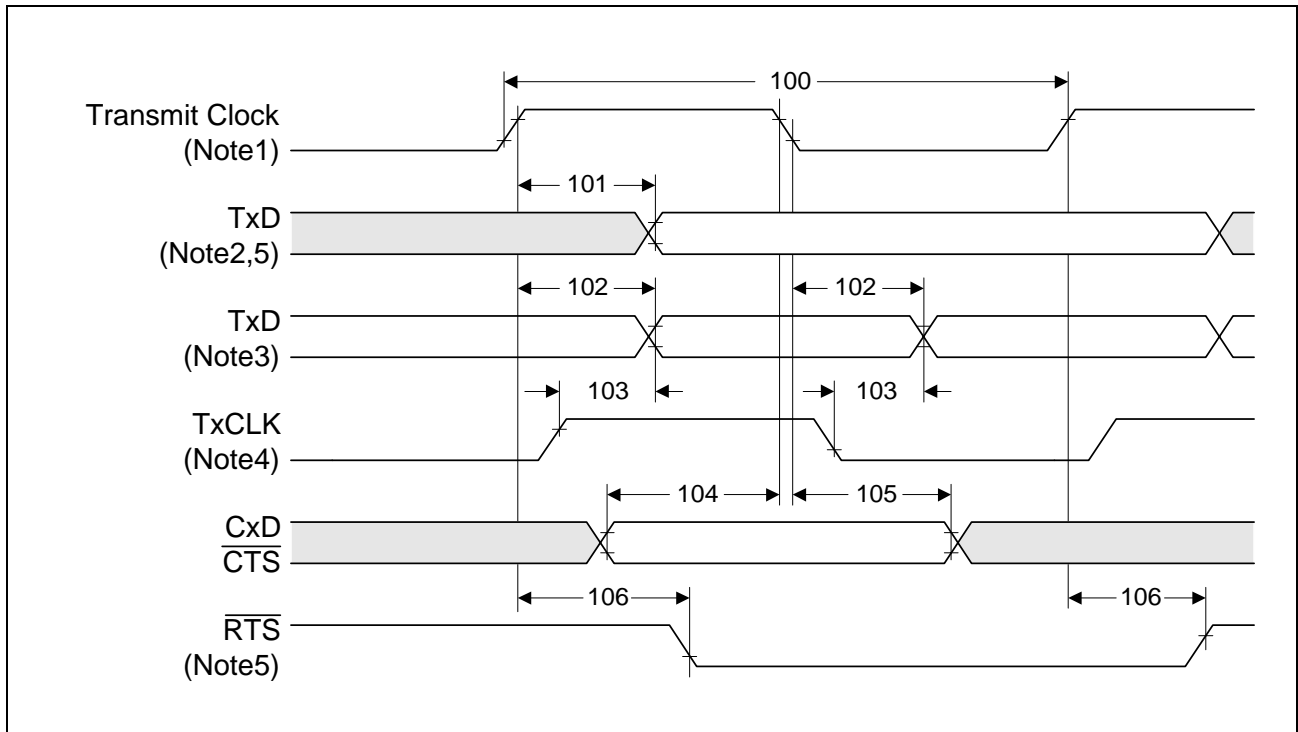 100
Transmit Clock
(Note1)
101
TxD
(Note2,5)
102 102
TxD
(Note3)
103 103
TxCLK
(Note4)
104 105
CxD
CTS
106 106
RTS
(Note5)